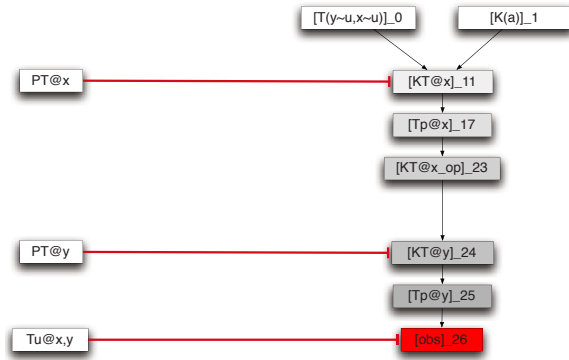 [T(y~u,x~u)]_0
[K(a)]_1
PT@x
[KT@x]_11
[Tp@x]_17
[KT@x_op]_23
PT@y
[KT@y]_24
[Tp@y]_25
Tu@x,y
[obs]_26